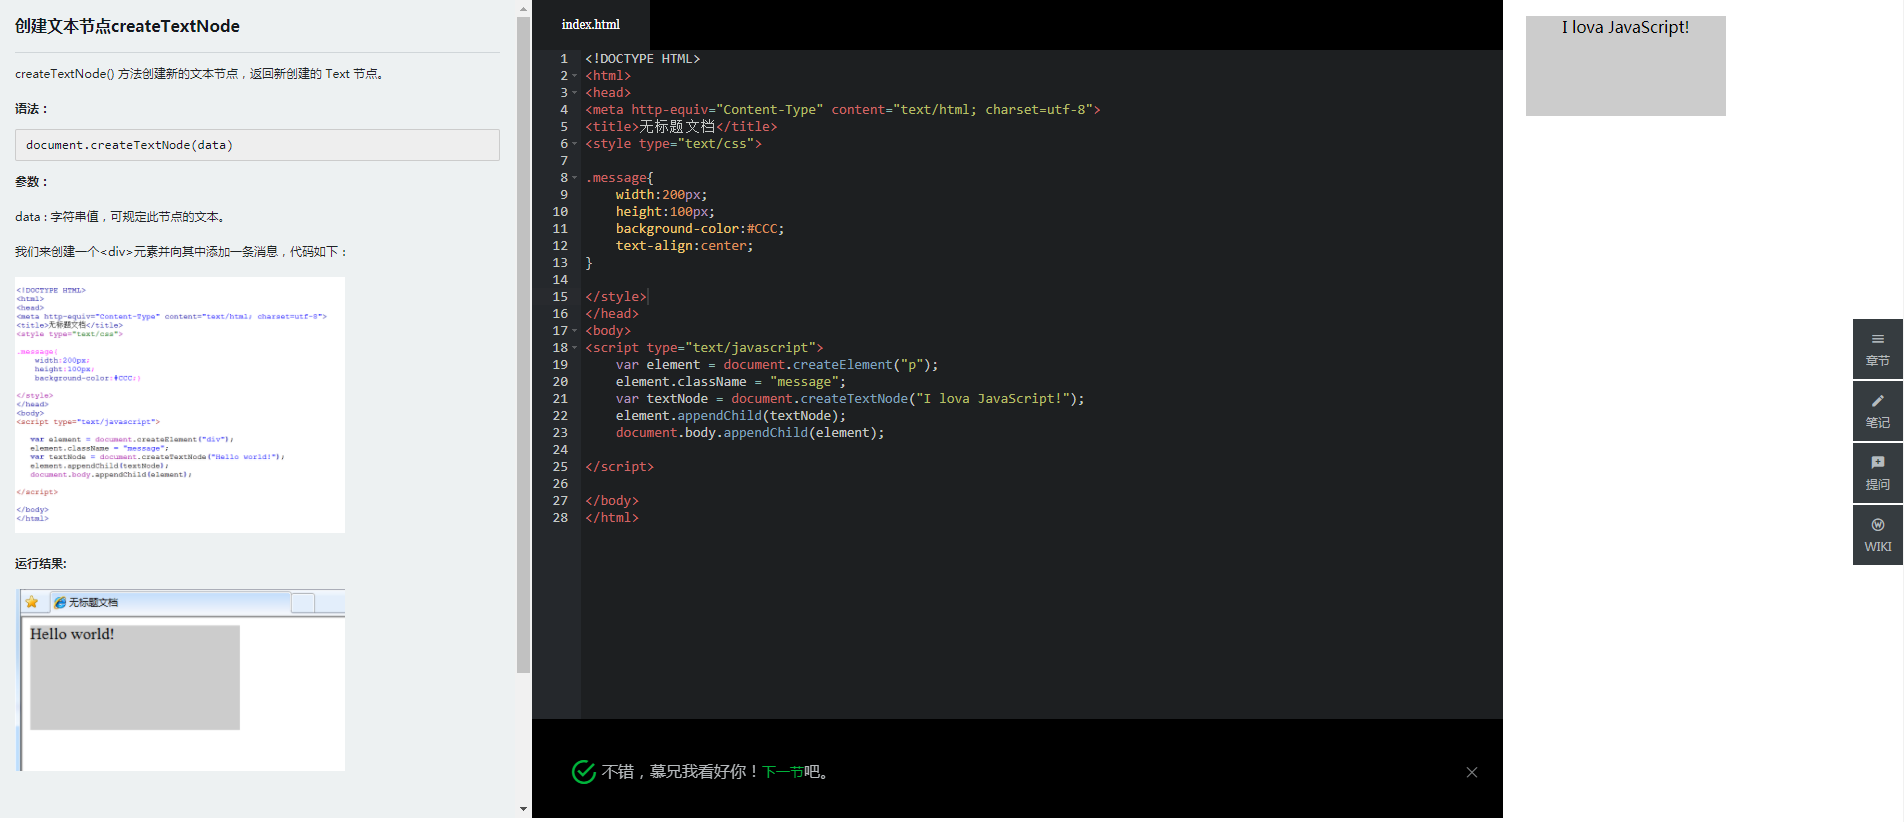 创建文本节点createTextNode
createTextNode() 方法创建新的文本节点，返回新创建的 Text 节点。
语法：
document.createTextNode(data)
参数：
data : 字符串值，可规定此节点的文本。
我们来创建一个<div>元素并向其中添加一条消息，代码如下：
<!DOCTYPE HTML>
<html>
<head>
<meta http-equiv="Content-Type" content="text/html; charset=utf-8">
<title>无标题文档</title>
<style type="text/css">
.message{
width:200px;
height:100px;
background-color:#CCC;}
</style>
</head>
<body>
<script type="text/javascript">
var element = document.createElement("div");
element.className = "message";
var textNode = document.createTextNode("Hello world!");
element.appendChild(textNode);
document.body.appendChild(element);
</script>
</body>
</html>
运行结果:
无标题文档
Hello world!
index.html
1 <!DOCTYPE HTML>
2 <html>
3 <head>
4 <meta http-equiv="Content-Type" content="text/html; charset=utf-8">
5 <title>无标题文档</title>
6 <style type="text/css">
7
8 .message{
9 width:200px;
10 height:100px;
11 background-color:#CCC;
12 text-align:center;
13 }
14
15 </style>
16 </head>
17 <body>
18 <script type="text/javascript">
19 var element = document.createElement("p");
20 element.className = "message";
21 var textNode = document.createTextNode("I lova JavaScript!");
22 element.appendChild(textNode);
23 document.body.appendChild(element);
24
25 </script>
26
27 </body>
28 </html>
不错，慕兄我看好你！下一节吧。
I lova JavaScript!
章节
笔记
提问
WIKI